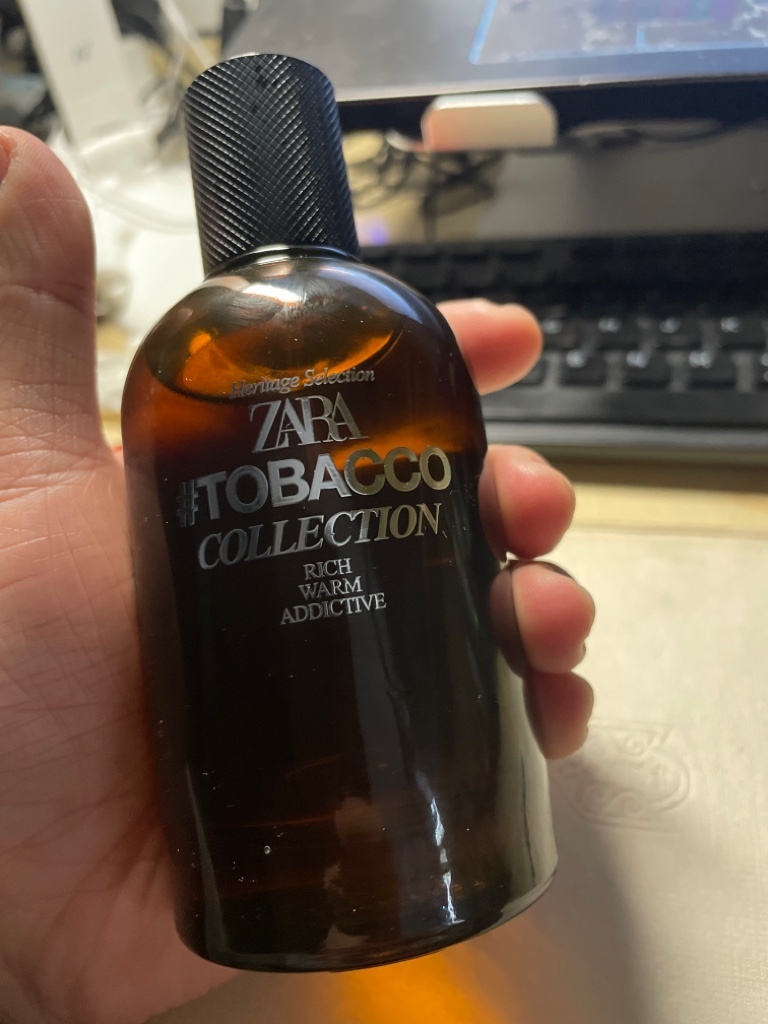 Heritage Selection
ZARA
#TOBACCO
COLLECTION
RICH
WARM
ADDICTIVE